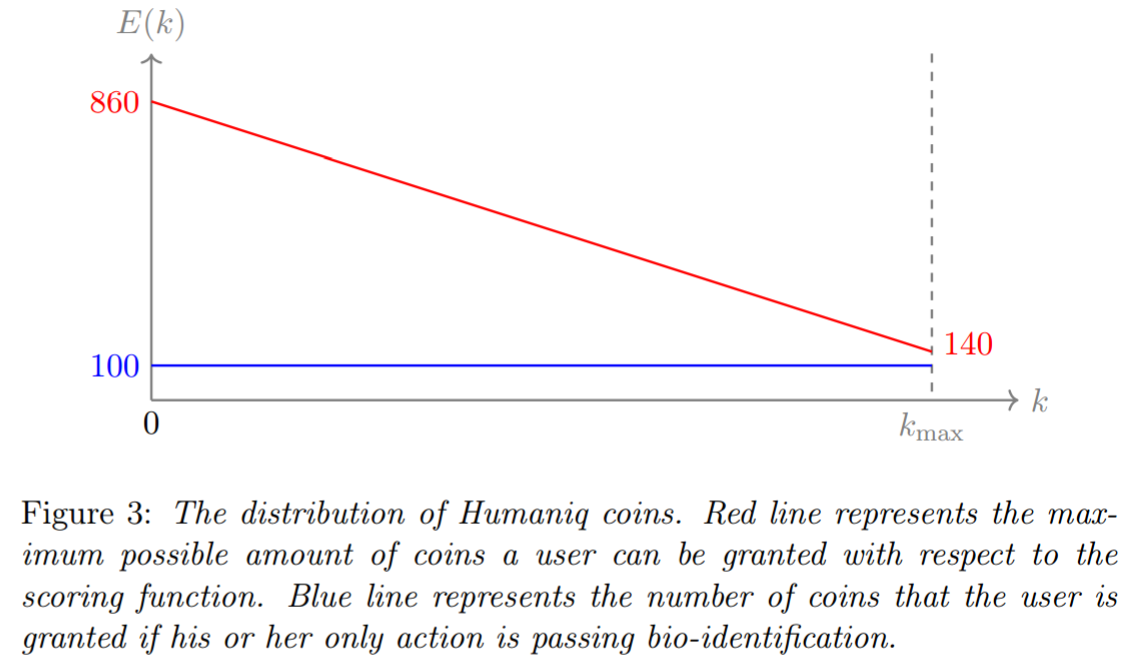 E(k)
860
140
100
k
0
kmax
Figure 3: The distribution of Humaniq coins. Red line represents the max-
imum possible amount of coins a user can be granted with respect to the
scoring function. Blue line represents the number of coins that the user is
granted if his or her only action is passing bio-identification.